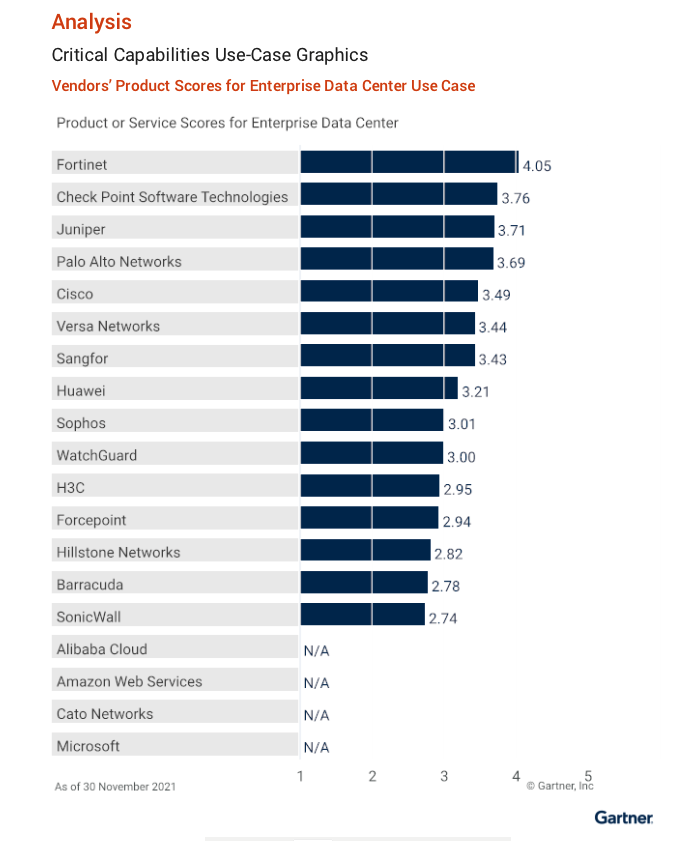 Analysis
Critical Capabilities Use-Case Graphics
Vendors’ Product Scores for Enterprise Data Center Use Case
Product or Service Scores for Enterprise Data Center
Fortinet 4.05
Check Point Software Technologies 3.76
Juniper 3.71
Palo Alto Networks 3.69
Cisco 3.49
Versa Networks 3.44
Sangfor 3.43
Huawei 3.21
Sophos 3.01
WatchGuard 3.00
H3C 2.95
Forcepoint 2.94
Hillstone Networks 2.82
Barracuda 2.78
SonicWall 2.74
Alibaba Cloud N/A
Amazon Web Services N/A
Cato Networks N/A
Microsoft N/A
1 2 3 4 5
As of 30 November 2021 © Gartner, Inc
Gartner